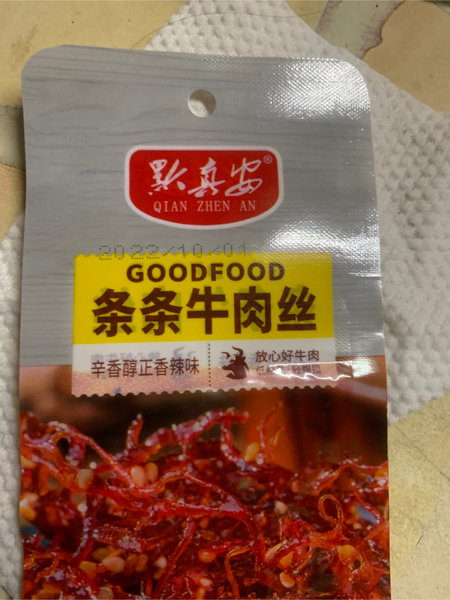 黔真安®
QIAN ZHEN AN
2022/10/01
GOODFOOD
条条牛肉丝
辛香醇正香辣味
放心好牛肉